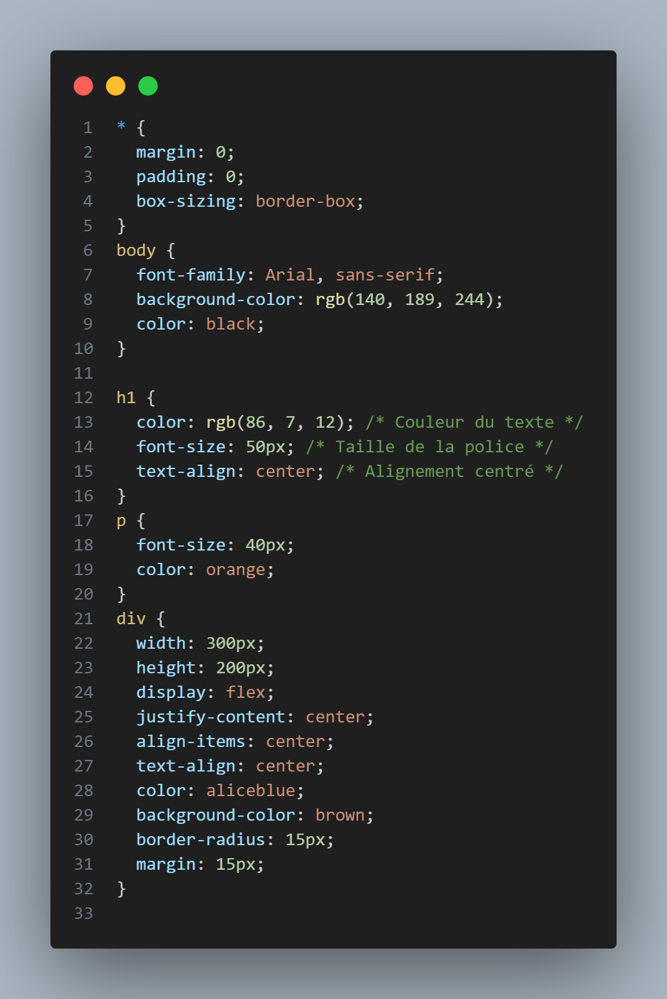 1 * {
2   margin: 0;
3   padding: 0;
4   box-sizing: border-box;
5 }
6 body {
7   font-family: Arial, sans-serif;
8   background-color: rgb(140, 189, 244);
9   color: black;
10 }
11
12 h1 {
13   color: rgb(86, 7, 12); /* Couleur du texte */
14   font-size: 50px; /* Taille de la police */
15   text-align: center; /* Alignement centré */
16 }
17 p {
18   font-size: 40px;
19   color: orange;
20 }
21 div {
22   width: 300px;
23   height: 200px;
24   display: flex;
25   justify-content: center;
26   align-items: center;
27   text-align: center;
28   color: aliceblue;
29   background-color: brown;
30   border-radius: 15px;
31   margin: 15px;
32 }
33